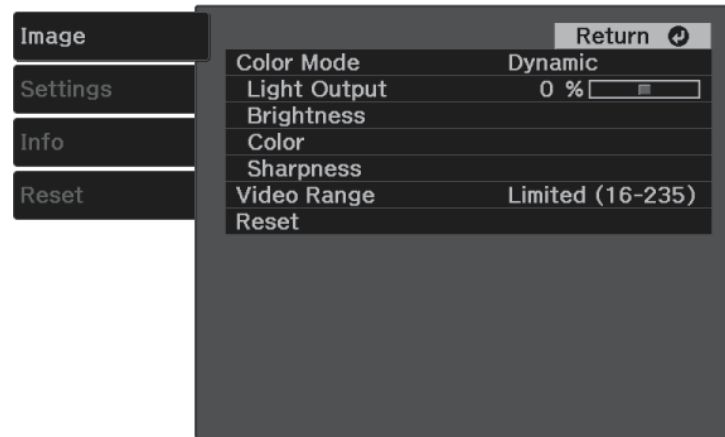 Image
Settings
Info
Reset
Return
Color Mode Dynamic
Light Output 0 %
Brightness
Color
Sharpness
Video Range Limited (16-235)
Reset